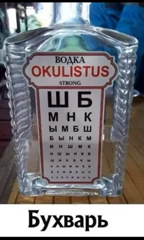 ВОДКА
OKULISTUS
STRONG
Ш Б
М Н К
Ы М Б Ш
Б Ы Н К М
Бухварь